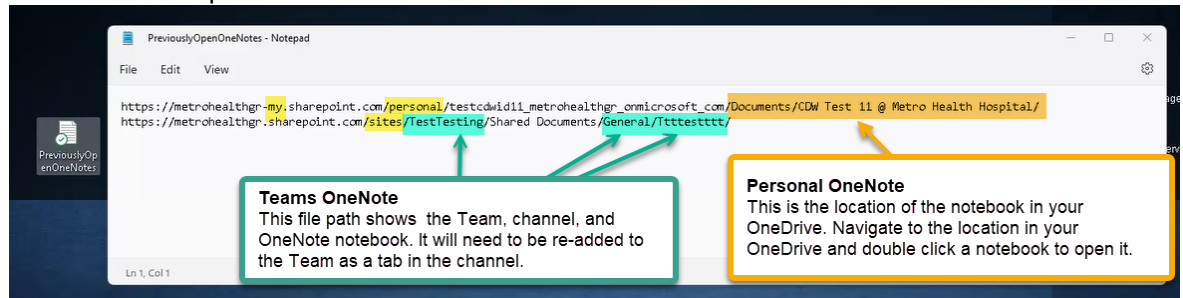 PreviouslyOpenOneNotes - Notepad
File Edit View
https://metrohealthgr-my.sharepoint.com/personal/testcdwid11_metrohealthgr_onmicrosoft_com/Documents/CDW Test 11 @ Metro Health Hospital/
https://metrohealthgr.sharepoint.com/sites/TestTesting/Shared Documents/General/Ttttestttt/
PreviouslyOp
enOneNotes
Teams OneNote
This file path shows the Team, channel, and
OneNote notebook. It will need to be re-added to
the Team as a tab in the channel.
Personal OneNote
This is the location of the notebook in your
OneDrive. Navigate to the location in your
OneDrive and double click a notebook to open it.
Ln 1, Col 1